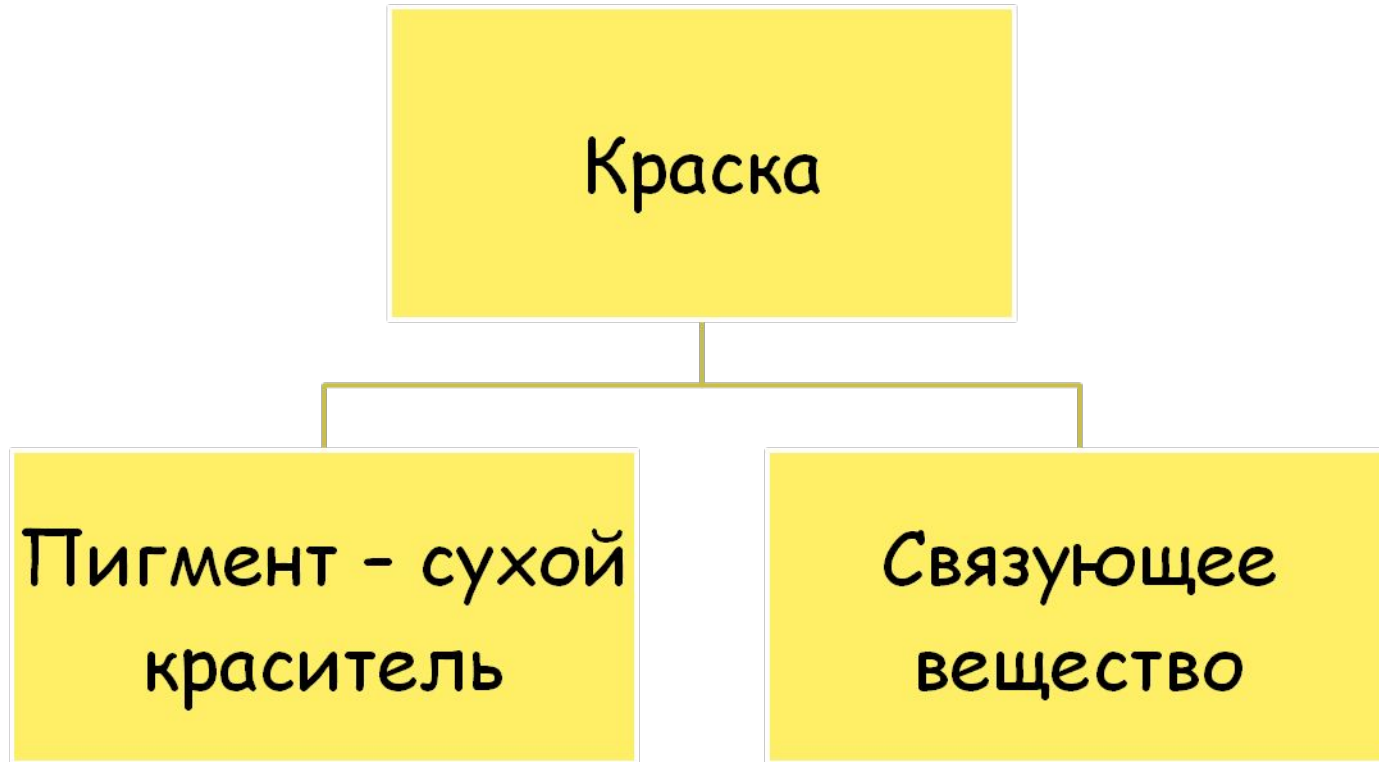 Краска
Пигмент – сухой
краситель
Связующее
вещество